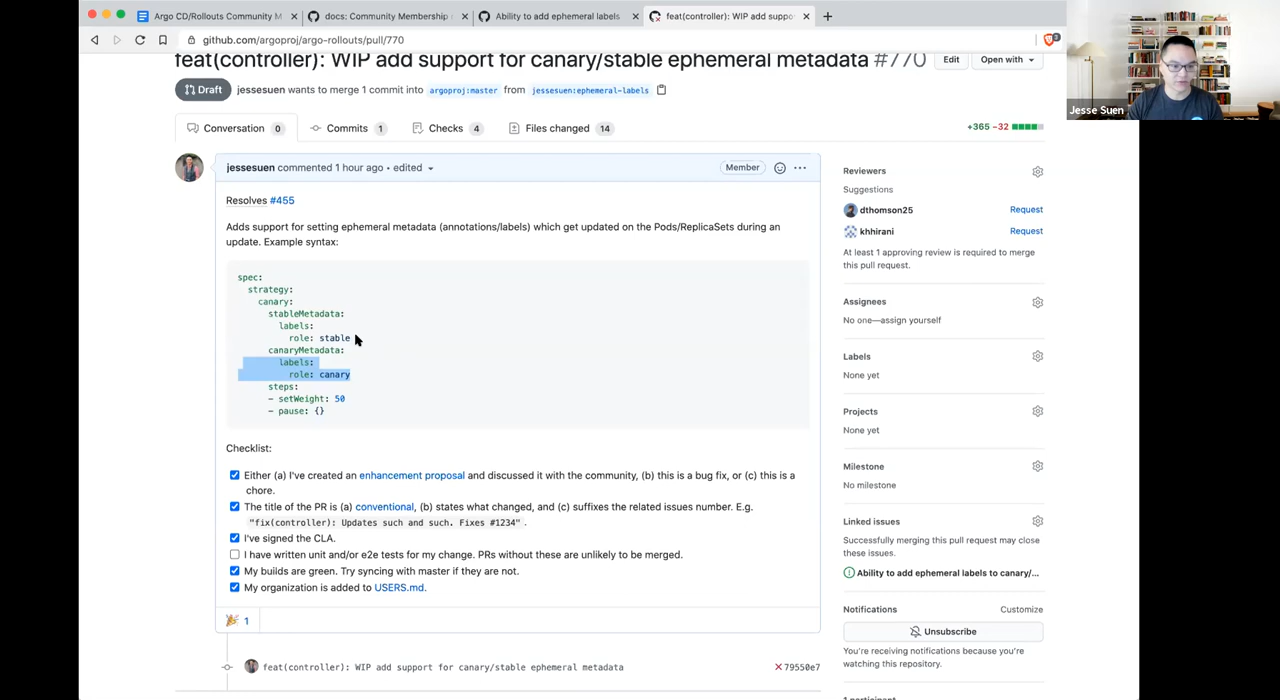 Argo CD/Rollouts Community M
docs: Community Membership
Ability to add ephemeral labels
feat(controller): WIP add suppo
github.com/argoproj/argo-rollouts/pull/770
feat(controller): WIP add support for canary/stable ephemeral metadata #770
Edit
Open with
Draft
jessesuen wants to merge 1 commit into argoproj:master from jessesuen:ephemeral-labels
Conversation 0
Commits 1
Checks 4
Files changed 14
+365 −32
jessesuen commented 1 hour ago • edited
Member
Resolves #455
Adds support for setting ephemeral metadata (annotations/labels) which get updated on the Pods/ReplicaSets during an
update. Example syntax:
spec:
strategy:
canary:
stableMetadata:
labels:
role: stable
canaryMetadata:
labels:
role: canary
steps:
- setWeight: 50
- pause: {}
Checklist:
Either (a) I've created an enhancement proposal and discussed it with the community, (b) this is a bug fix, or (c) this is a
chore.
The title of the PR is (a) conventional, (b) states what changed, and (c) suffixes the related issues number. E.g.
"fix(controller): Updates such and such. Fixes #1234".
I've signed the CLA.
I have written unit and/or e2e tests for my change. PRs without these are unlikely to be merged.
My builds are green. Try syncing with master if they are not.
My organization is added to USERS.md.
1
feat(controller): WIP add support for canary/stable ephemeral metadata
79550e7
Reviewers
Suggestions
dthomson25
Request
khhirani
Request
At least 1 approving review is required to merge
this pull request.
Assignees
No one—assign yourself
Labels
None yet
Projects
None yet
Milestone
No milestone
Linked issues
Successfully merging this pull request may close
these issues.
Ability to add ephemeral labels to canary/...
Notifications
Customize
Unsubscribe
You're receiving notifications because you're
watching this repository.
1 participant
Jesse Suen